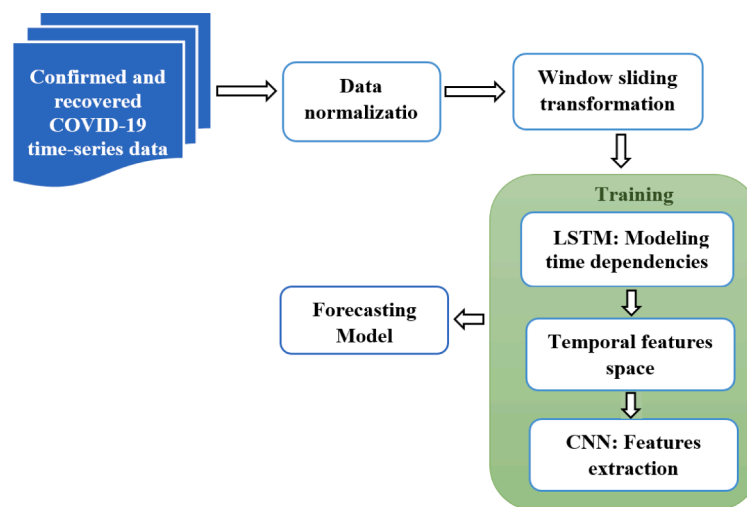 Confirmed and
recovered
COVID-19
time-series data
Data
normalizatio
Window sliding
transformation
Training
LSTM: Modeling
time dependencies
Temporal features
space
CNN: Features
extraction
Forecasting
Model